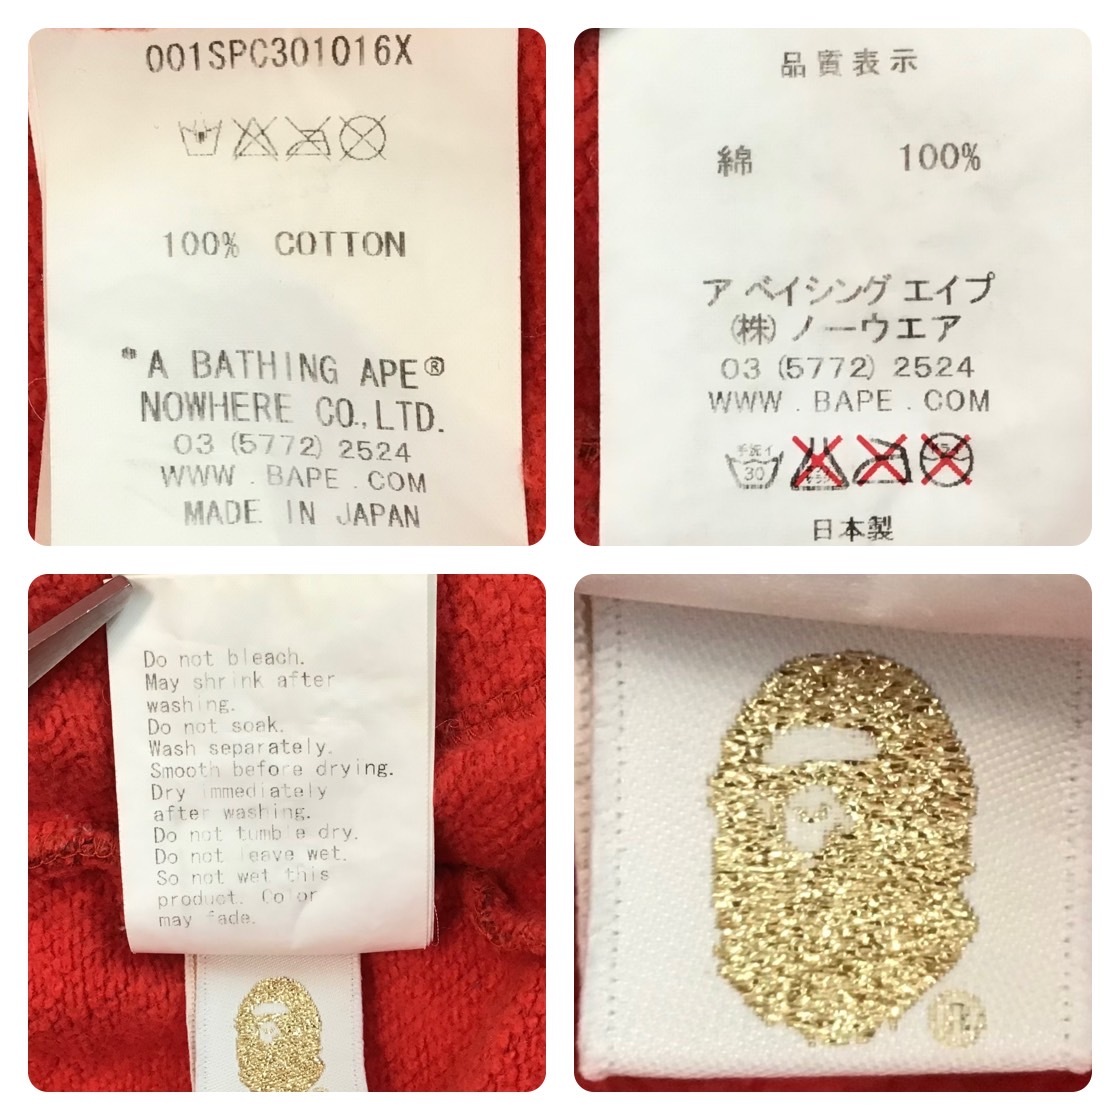 001SPC301016X
100% COTTON
"A BATHING APE®
NOWHERE CO.,LTD.
03 (5772) 2524
WWW . BAPE . COM
MADE IN JAPAN
品質表示
綿 100%
ア ベイシング エイプ
(株) ノーウエア
03 (5772) 2524
WWW . BAPE . COM
手洗イ
30
日本製
Do not bleach.
May shrink after
washing.
Do not soak.
Wash separately.
Smooth before drying.
Dry immediately
after washing.
Do not tumble dry.
Do not leave wet.
So not wet this
product. Color
may fade.